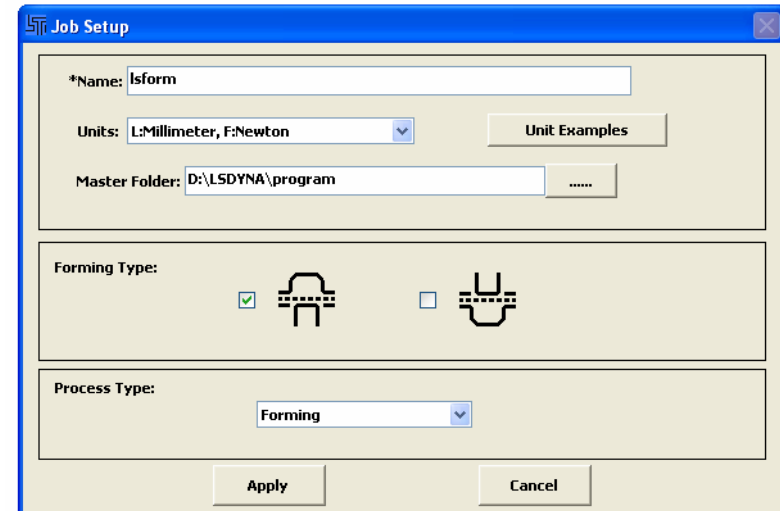 Job Setup
*Name: lsform
Units: L:Millimeter, F:Newton Unit Examples
Master Folder: D:\LSDYNA\program ......
Forming Type:
Process Type:
Forming
Apply Cancel